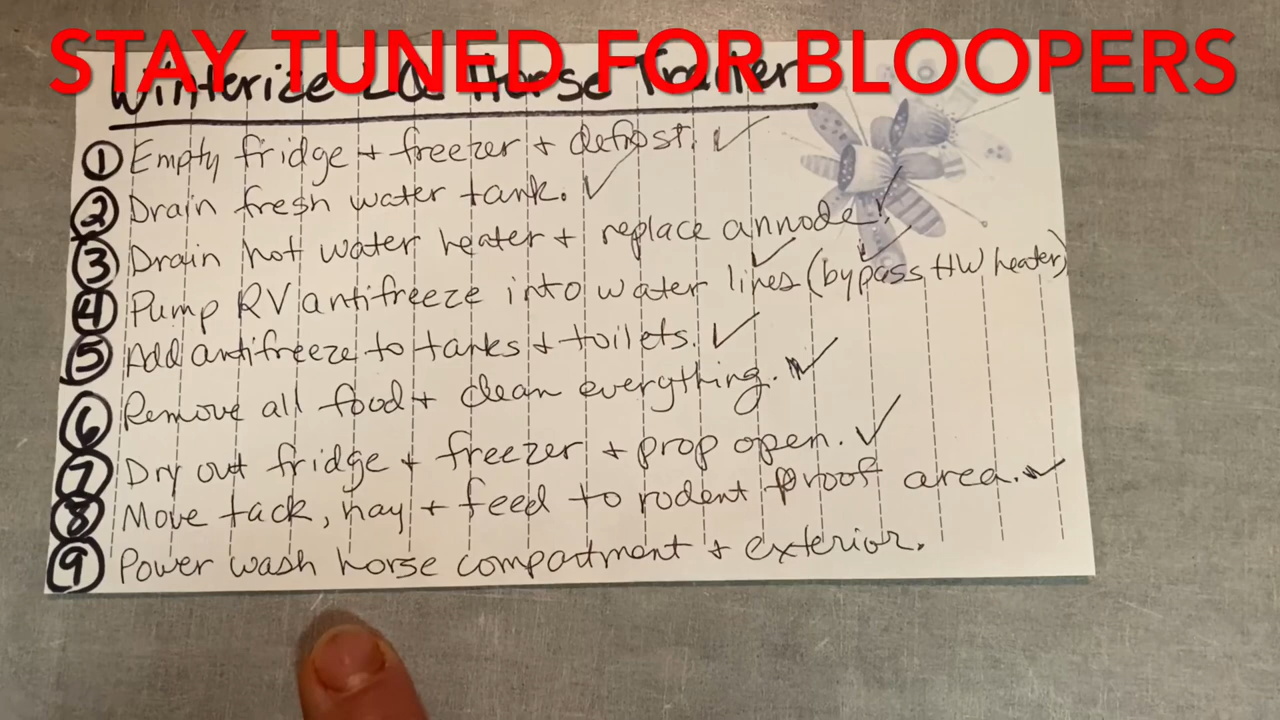 STAY TUNED FOR BLOOPERS
Winterize LQ Horse Trailer
1 Empty fridge + freezer + defrost. ✓
2 Drain fresh water tank. ✓
3 Drain hot water heater + replace annode. ✓
4 Pump RV antifreeze into water lines (bypass HW heater) ✓ ✓
5 Add antifreeze to tanks + toilets. ✓
6 Remove all food + clean everything. ✓
7 Dry out fridge + freezer + prop open. ✓
8 Move tack, hay + feed to rodent proof area. ✓
9 Power wash horse compartment + exterior.